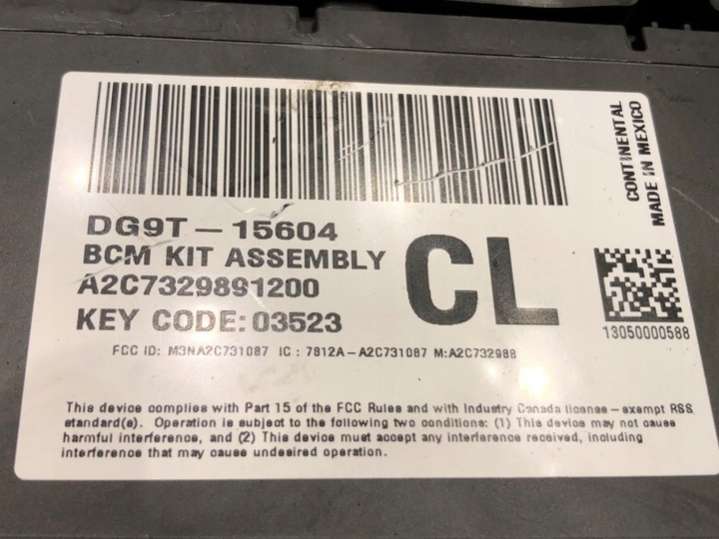 DG9T – 15604
BCM KIT ASSEMBLY
A2C7329891200
KEY CODE: 03523
CL
CONTINENTAL
MADE IN MEXICO
13050000588
FCC ID: M3NA2C731087 IC : 7812A–A2C731087 M:A2C732988
This device complies with Part 15 of the FCC Rules and with Industry Canada license – exempt RSS
standard(s). Operation is subject to the following two conditions: (1) This device may not cause
harmful interference, and (2) This device must accept any interference received, including
interference that may cause undesired operation.